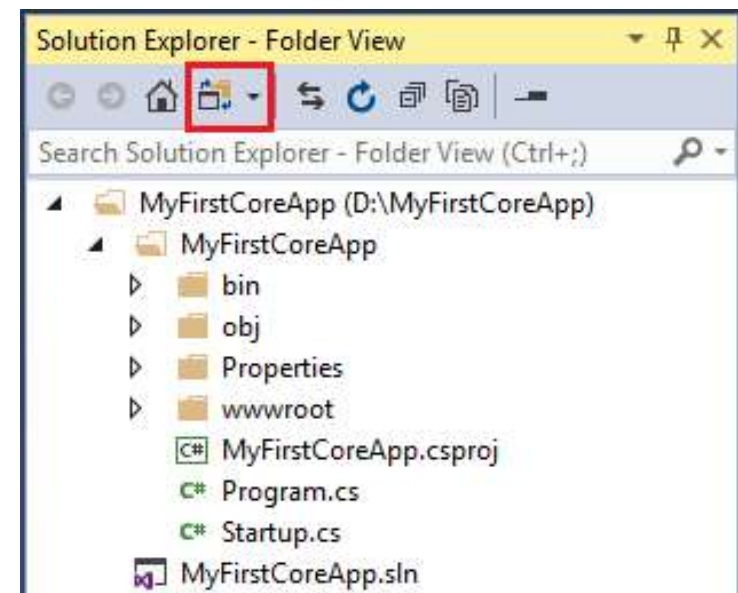 Solution Explorer - Folder View
Search Solution Explorer - Folder View (Ctrl+;)
MyFirstCoreApp (D:\MyFirstCoreApp)
MyFirstCoreApp
bin
obj
Properties
wwwroot
C# MyFirstCoreApp.csproj
C# Program.cs
C# Startup.cs
MyFirstCoreApp.sln